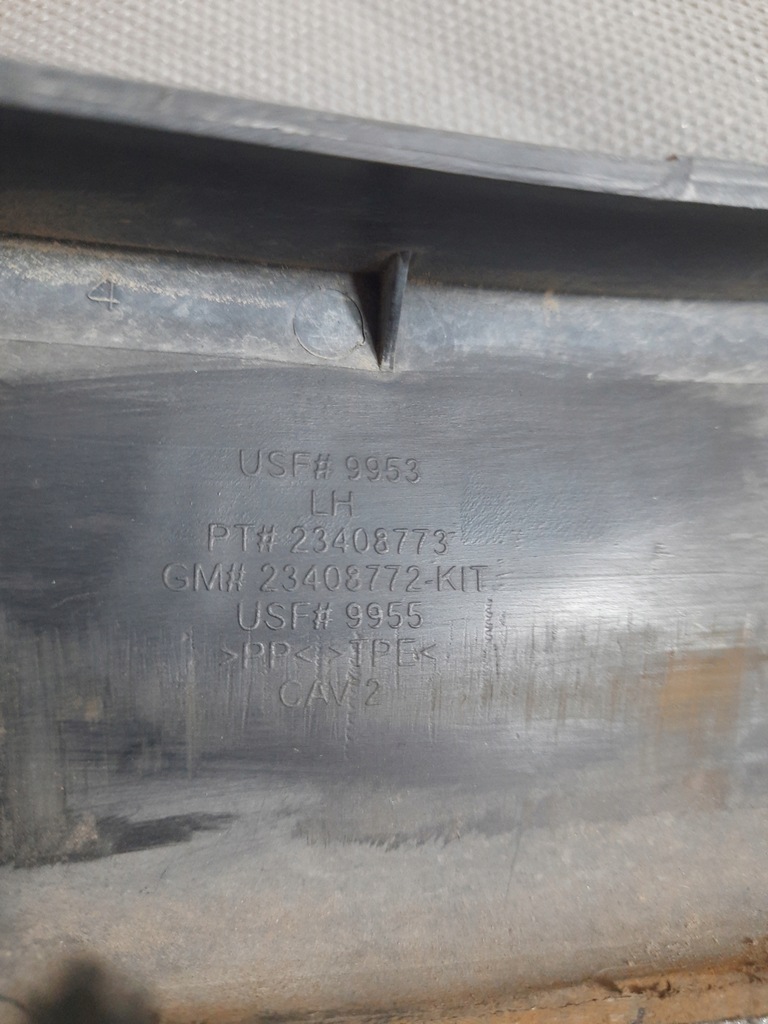 4
USF# 9953
LH
PT# 23408773
GM# 23408772-KIT
USF# 9955
>PP<>TPE<
CAV 2